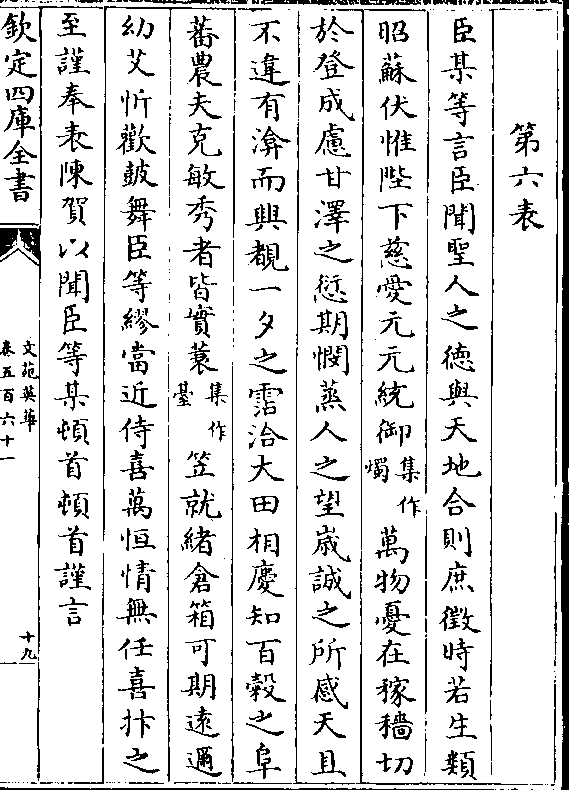 第六表
臣某等言臣聞聖人之德與天地合則庶徵時若生類
昭蘇伏惟陛下慈愛元元統御集作燭萬物憂在稼穡切
於登成慮甘澤之愆期憫蒸人之望歲誠之所感天且
不違有渰而興覩一夕之霑洽大田相慶知百穀之阜
蕃農夫克敏秀者皆實蓑集作臺笠就緒倉箱可期遠邇
幼艾忻歡鼓舞臣等繆當近侍喜萬恒情無任喜抃之
至謹奉表陳賀以聞臣等某頓首頓首謹言
欽定四庫全書
文苑英華
卷五百六十一
十九